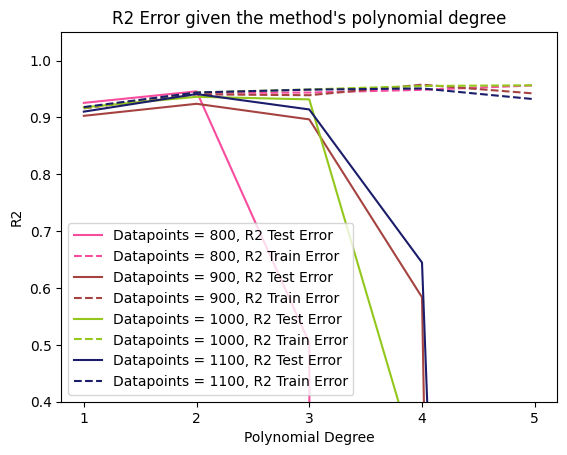 R2 Error given the method's polynomial degree
R2
1.0
0.9
0.8
0.7
0.6
0.5
0.4
Datapoints = 800, R2 Test Error
Datapoints = 800, R2 Train Error
Datapoints = 900, R2 Test Error
Datapoints = 900, R2 Train Error
Datapoints = 1000, R2 Test Error
Datapoints = 1000, R2 Train Error
Datapoints = 1100, R2 Test Error
Datapoints = 1100, R2 Train Error
1 2 3 4 5
Polynomial Degree